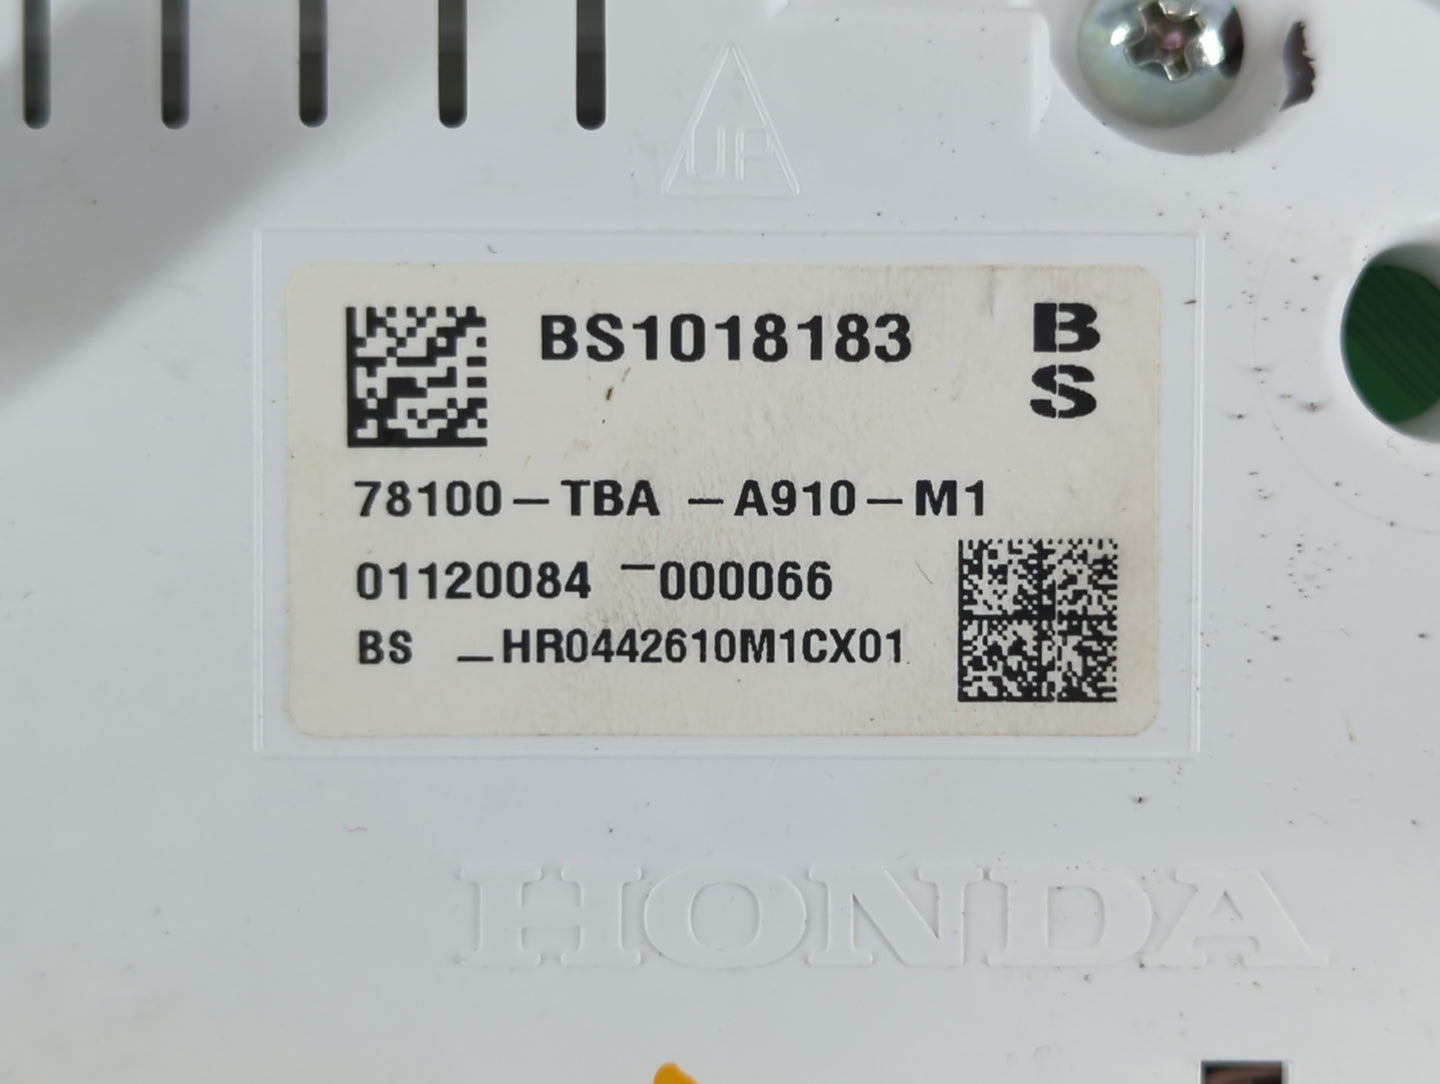 UP
BS1018183
B
S
78100-TBA -A910-M1
01120084 -000066
BS _HR0442610M1CX01
HONDA